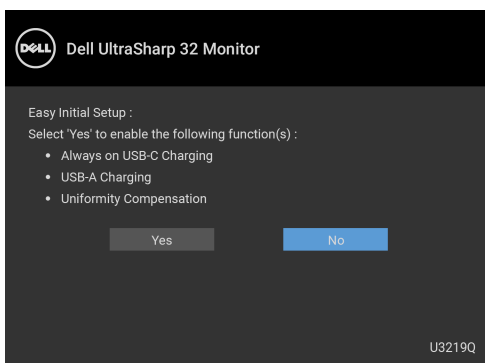 DELL Dell UltraSharp 32 Monitor
Easy Initial Setup :
Select 'Yes' to enable the following function(s) :
• Always on USB-C Charging
• USB-A Charging
• Uniformity Compensation
Yes No
U3219Q